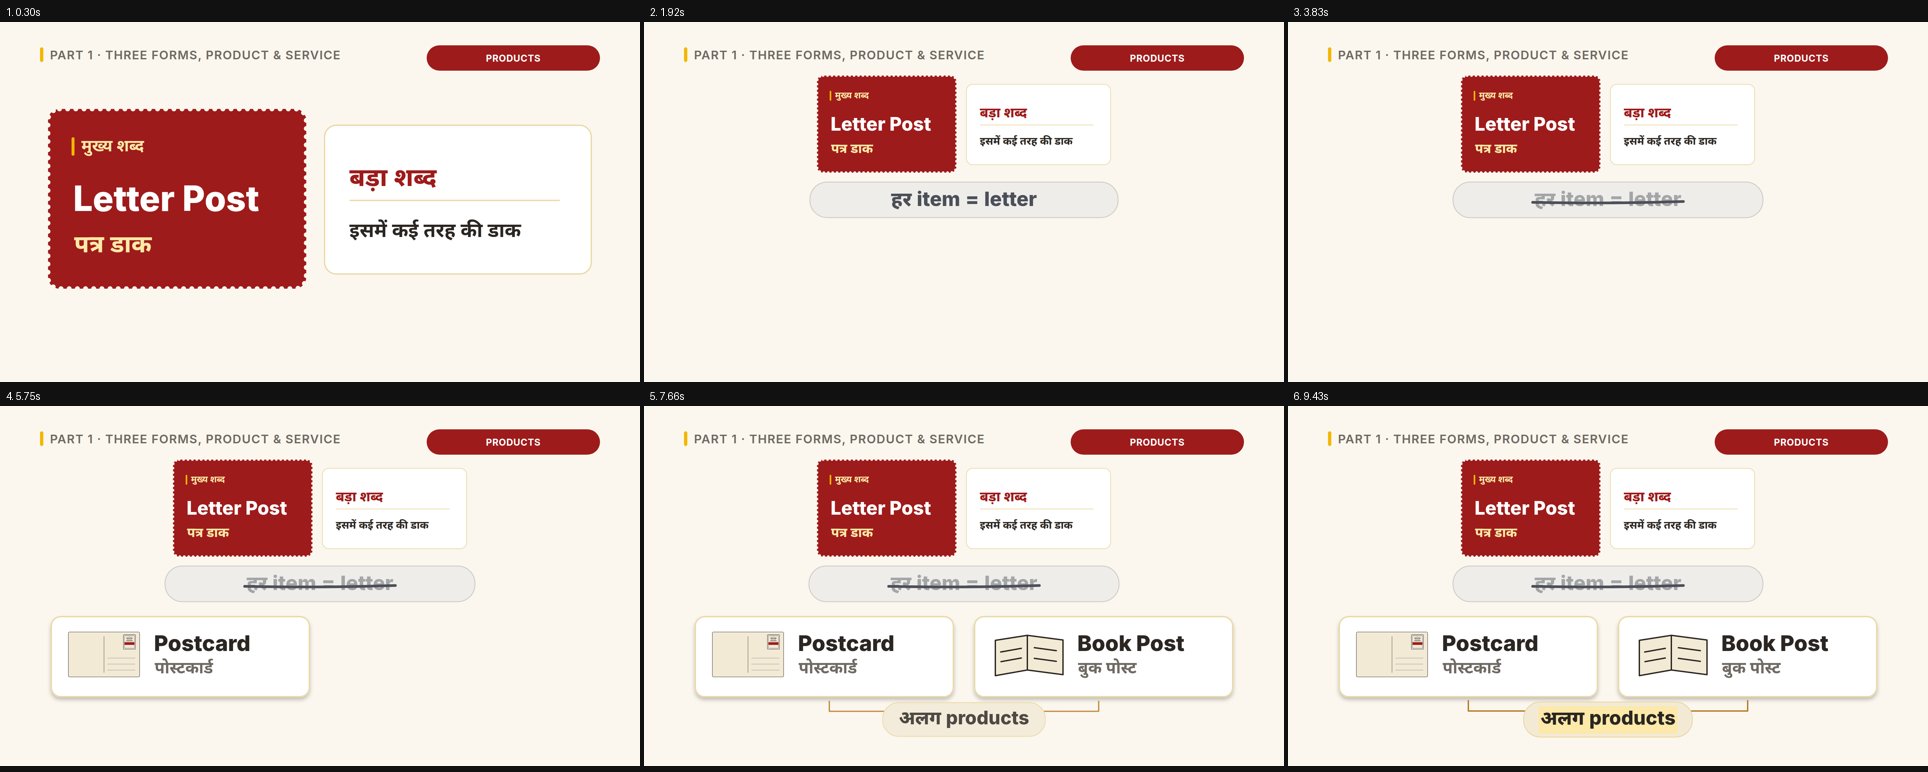 1. 0.30s
PART 1 · THREE FORMS, PRODUCT & SERVICE
PRODUCTS
मुख्य शब्द
Letter Post
पत्र डाक
बड़ा शब्द
इसमें कई तरह की डाक
2. 1.92s
PART 1 · THREE FORMS, PRODUCT & SERVICE
PRODUCTS
मुख्य शब्द
Letter Post
पत्र डाक
बड़ा शब्द
इसमें कई तरह की डाक
हर item = letter
3. 3.83s
PART 1 · THREE FORMS, PRODUCT & SERVICE
PRODUCTS
मुख्य शब्द
Letter Post
पत्र डाक
बड़ा शब्द
इसमें कई तरह की डाक
हर item = letter
4. 5.75s
PART 1 · THREE FORMS, PRODUCT & SERVICE
PRODUCTS
मुख्य शब्द
Letter Post
पत्र डाक
बड़ा शब्द
इसमें कई तरह की डाक
हर item = letter
Postcard
पोस्टकार्ड
5. 7.66s
PART 1 · THREE FORMS, PRODUCT & SERVICE
PRODUCTS
मुख्य शब्द
Letter Post
पत्र डाक
बड़ा शब्द
इसमें कई तरह की डाक
हर item = letter
Postcard
पोस्टकार्ड
Book Post
बुक पोस्ट
अलग products
6. 9.43s
PART 1 · THREE FORMS, PRODUCT & SERVICE
PRODUCTS
मुख्य शब्द
Letter Post
पत्र डाक
बड़ा शब्द
इसमें कई तरह की डाक
हर item = letter
Postcard
पोस्टकार्ड
Book Post
बुक पोस्ट
अलग products